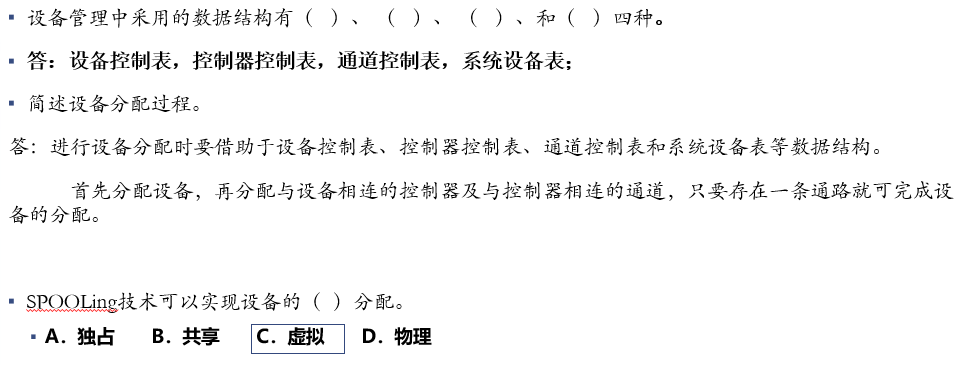 ▪ 设备管理中采用的数据结构有（ ）、（ ）、（ ）、和（ ）四种。
▪ 答：设备控制表，控制器控制表，通道控制表，系统设备表；
▪ 简述设备分配过程。
答：进行设备分配时要借助于设备控制表、控制器控制表、通道控制表和系统设备表等数据结构。
首先分配设备，再分配与设备相连的控制器及与控制器相连的通道，只要存在一条通路就可完成设
备的分配。
▪ SPOOLing技术可以实现设备的（ ）分配。
▪ A．独占 B．共享 C．虚拟 D．物理